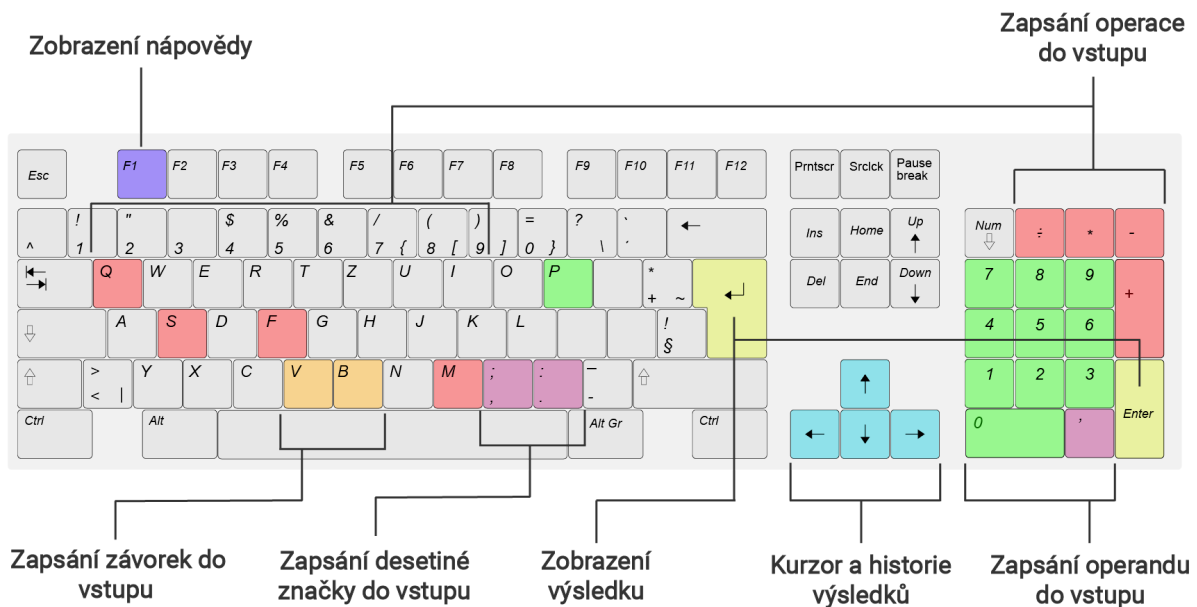 Zapsání operace
do vstupu
Zobrazení nápovědy
Esc F1 F2 F3 F4 F5 F6 F7 F8 F9 F10 F11 F12 Prntscr Srclck Pause
break
! " $ % & / ( ) = ? `
^ 1 2 3 4 5 6 7 { 8 [ 9 ] 0 } \ ´
Ins Home Up Num ÷ * -
Q W E R T Z U I O P * + ~
Del End Down 7 8 9 +
A S D F G H J K L ! §
4 5 6
> < | Y X C V B N M ; , : . – -
1 2 3 Enter
Ctrl Alt Alt Gr Ctrl 0 ,
Zapsání závorek do
vstupu
Zapsání desetiné
značky do vstupu
Zobrazení
výsledku
Kurzor a historie
výsledků
Zapsání operandu
do vstupu